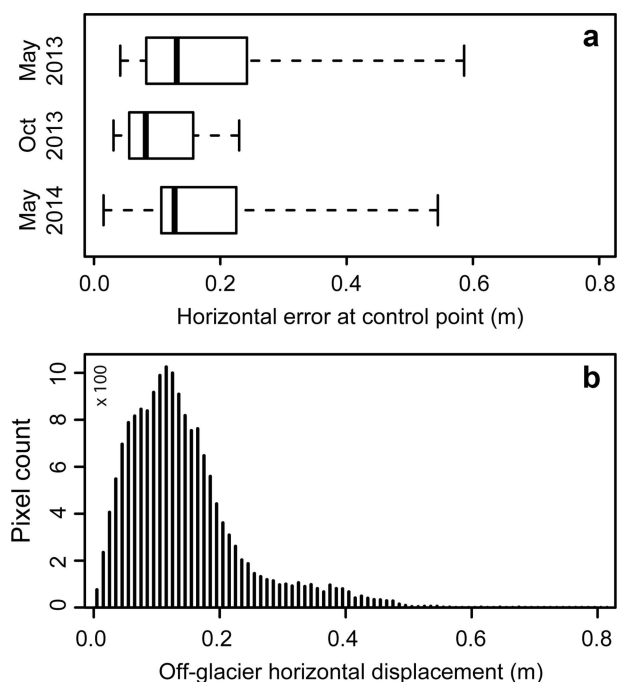 a
May
2013
Oct
2013
May
2014
0.0 0.2 0.4 0.6 0.8
Horizontal error at control point (m)
b
x 100
Pixel count
10
8
6
4
2
0
0.0 0.2 0.4 0.6 0.8
Off-glacier horizontal displacement (m)